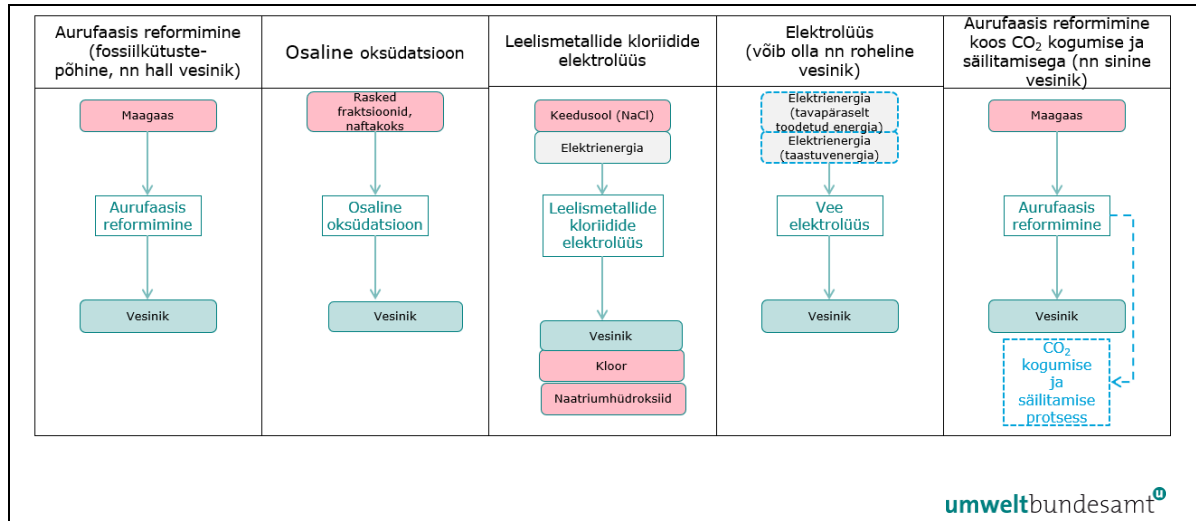 Aurufaasis reformimine
(fossiilkütuste-
põhine, nn hall vesinik)
Maagaas
Aurufaasis
reformimine
Vesinik
Osaline oksüdatsioon
Rasked
fraktsioonid,
naftakoks
Osaline
oksüdatsioon
Vesinik
Leelismetallide kloriidide
elektrolüüs
Keedusool (NaCl)
Elektrienergia
Leelismetallide
kloriidide
elektrolüüs
Vesinik
Kloor
Naatriumhüdroksiid
Elektrolüüs
(võib olla nn roheline
vesinik)
Elektrienergia
(tavapäraselt
toodetud energia)
Elektrienergia
(taastuvenergia)
Vee
elektrolüüs
Vesinik
Aurufaasis reformimine
koos CO₂ kogumise ja
säilitamisega (nn sinine
vesinik)
Maagaas
Aurufaasis
reformimine
Vesinik
CO₂
kogumise
ja
säilitamise
protsess
umweltbundesamtᵘ